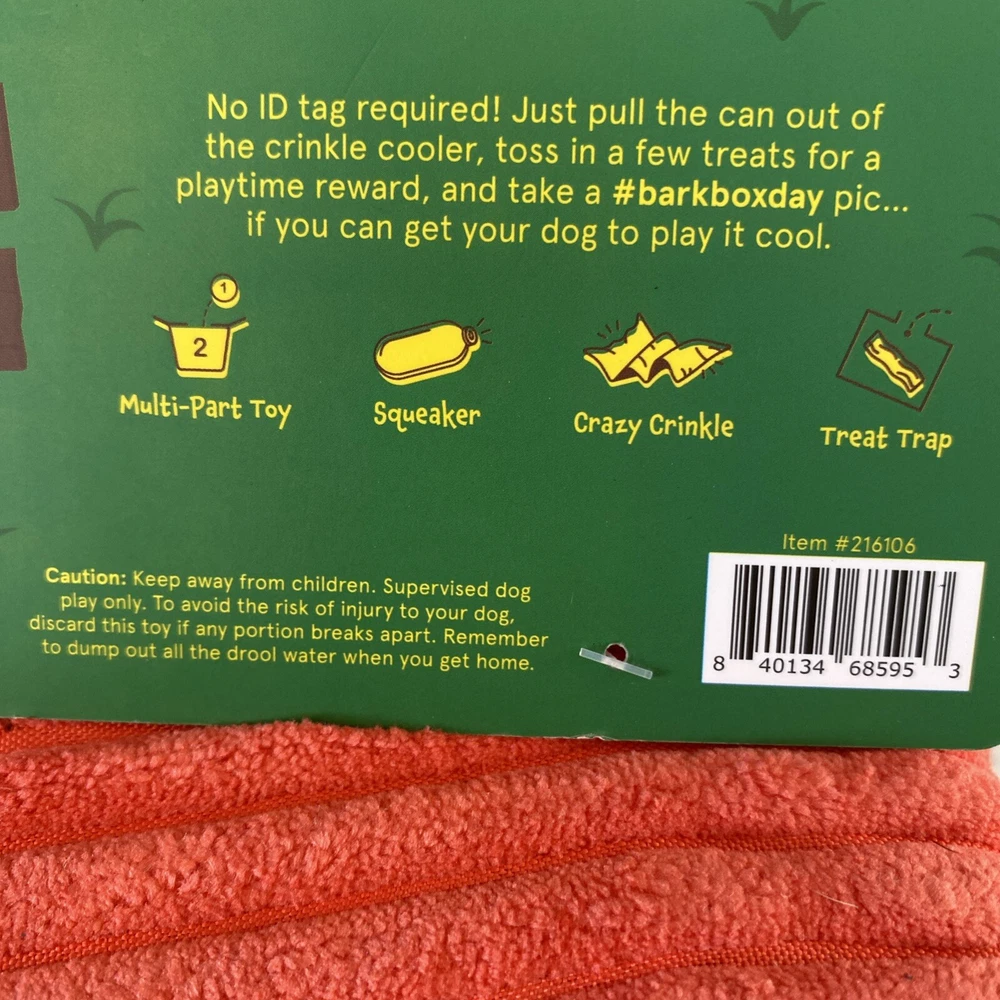 No ID tag required! Just pull the can out of
the crinkle cooler, toss in a few treats for a
playtime reward, and take a #barkboxday pic...
if you can get your dog to play it cool.
1
2
Multi-Part Toy
Squeaker
Crazy Crinkle
Treat Trap
Item #216106
Caution: Keep away from children. Supervised dog
play only. To avoid the risk of injury to your dog,
discard this toy if any portion breaks apart. Remember
to dump out all the drool water when you get home.
1
8 40134 68595 3